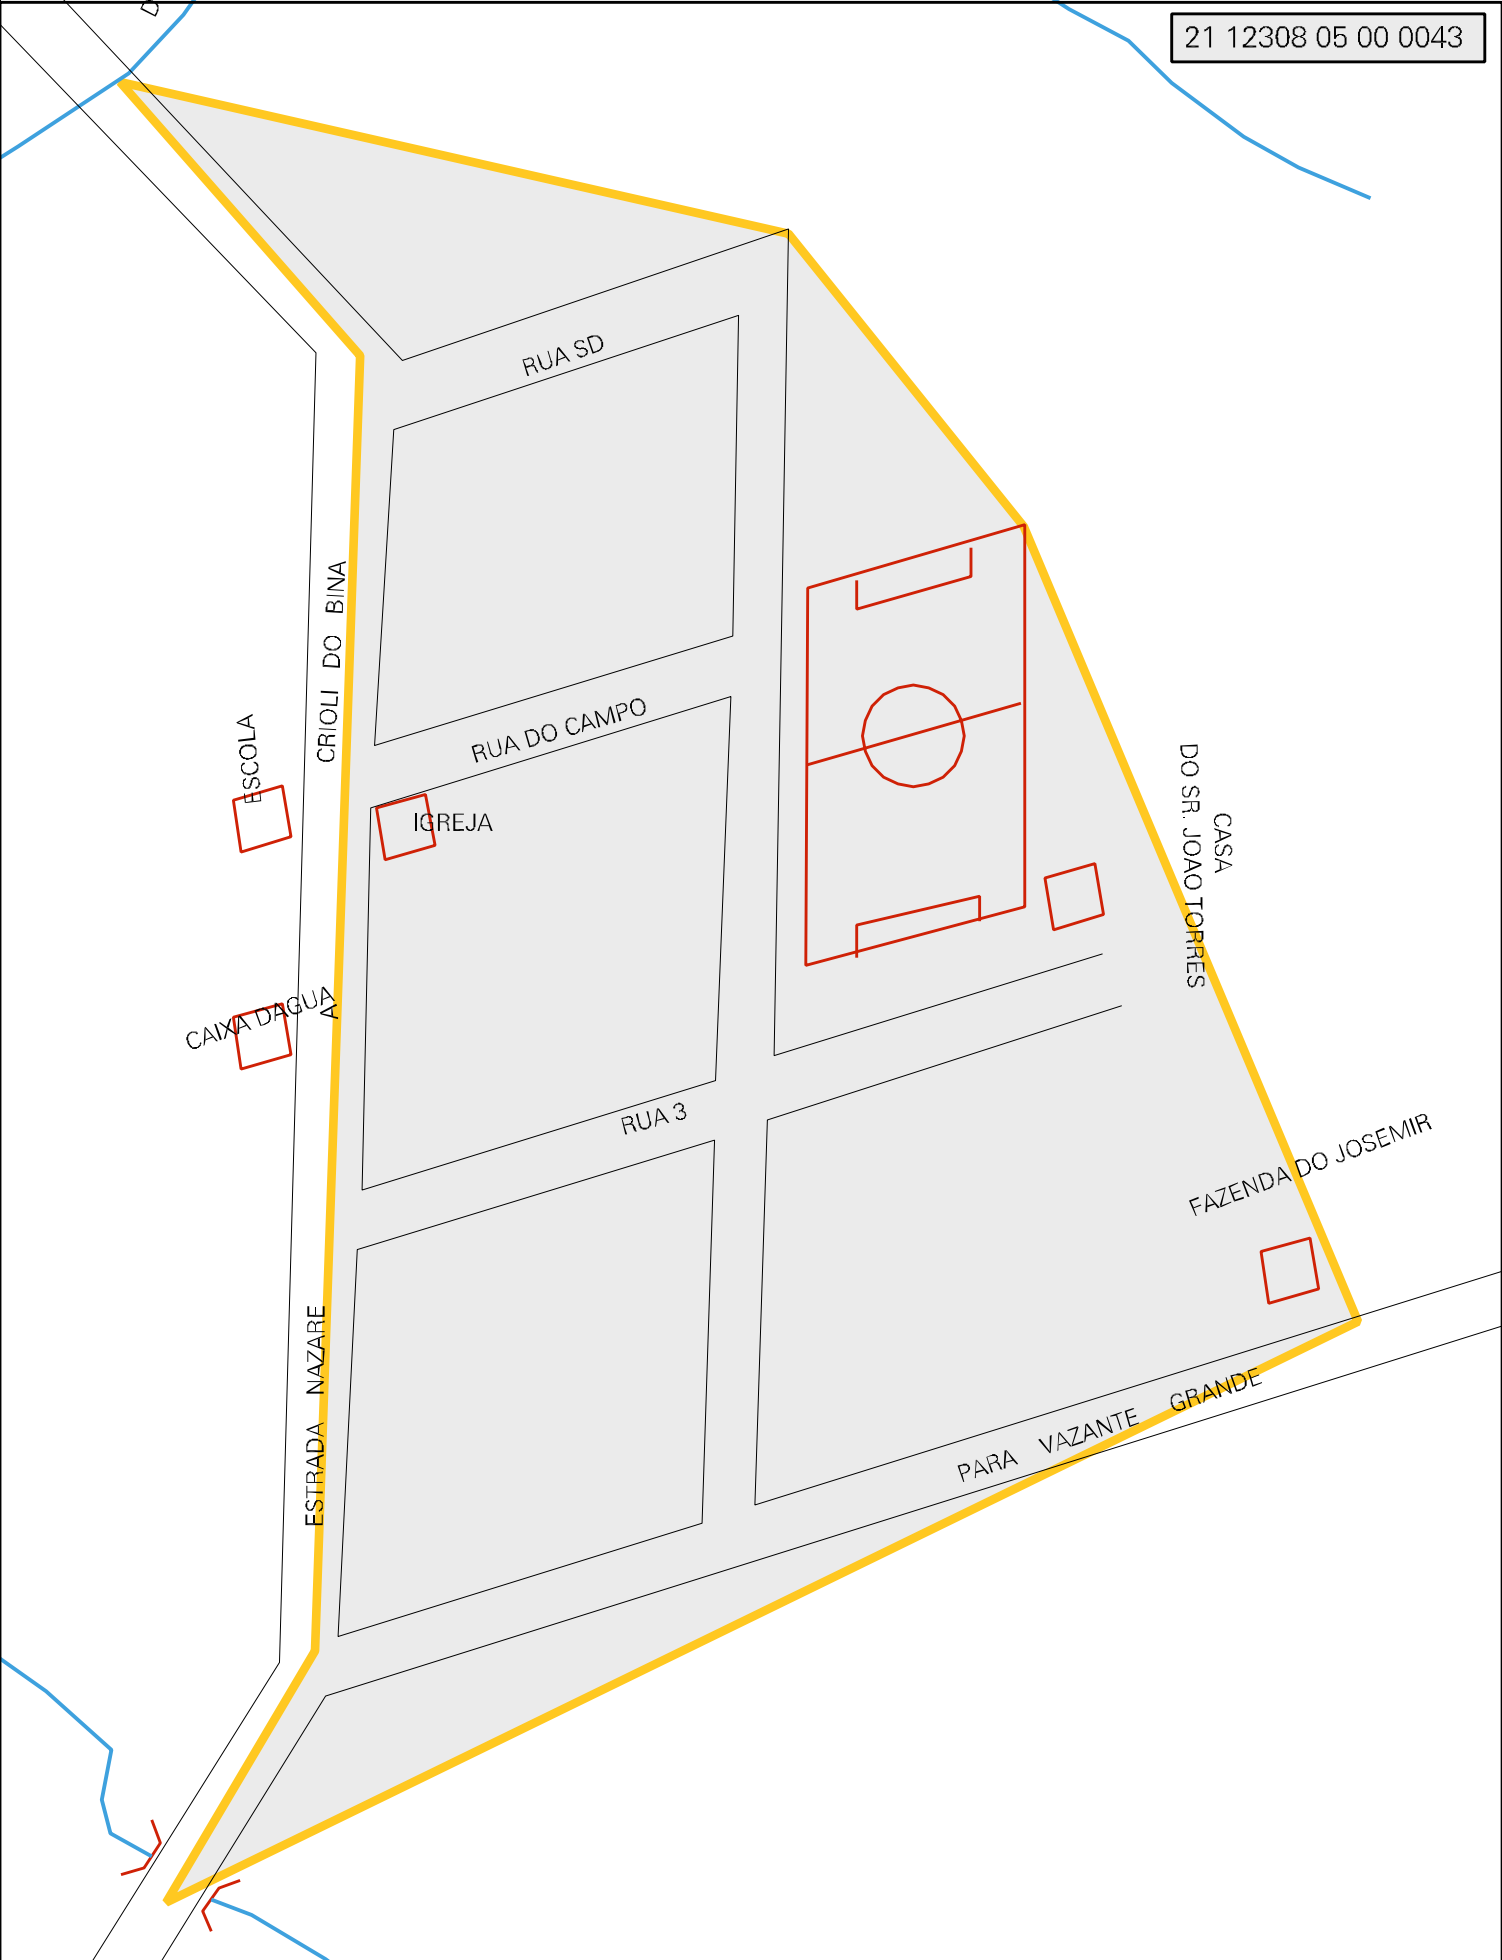 D
21 12308 05 00 0043
RUA SD
CRIOLI DO BINA
ESCOLA
RUA DO CAMPO
IGREJA
CASA
DO SR. JOAO TORRES
CAIXA DAGUA
A
RUA 3
FAZENDA DO JOSEMIR
ESTRADA NAZARE
PARA VAZANTE GRANDE